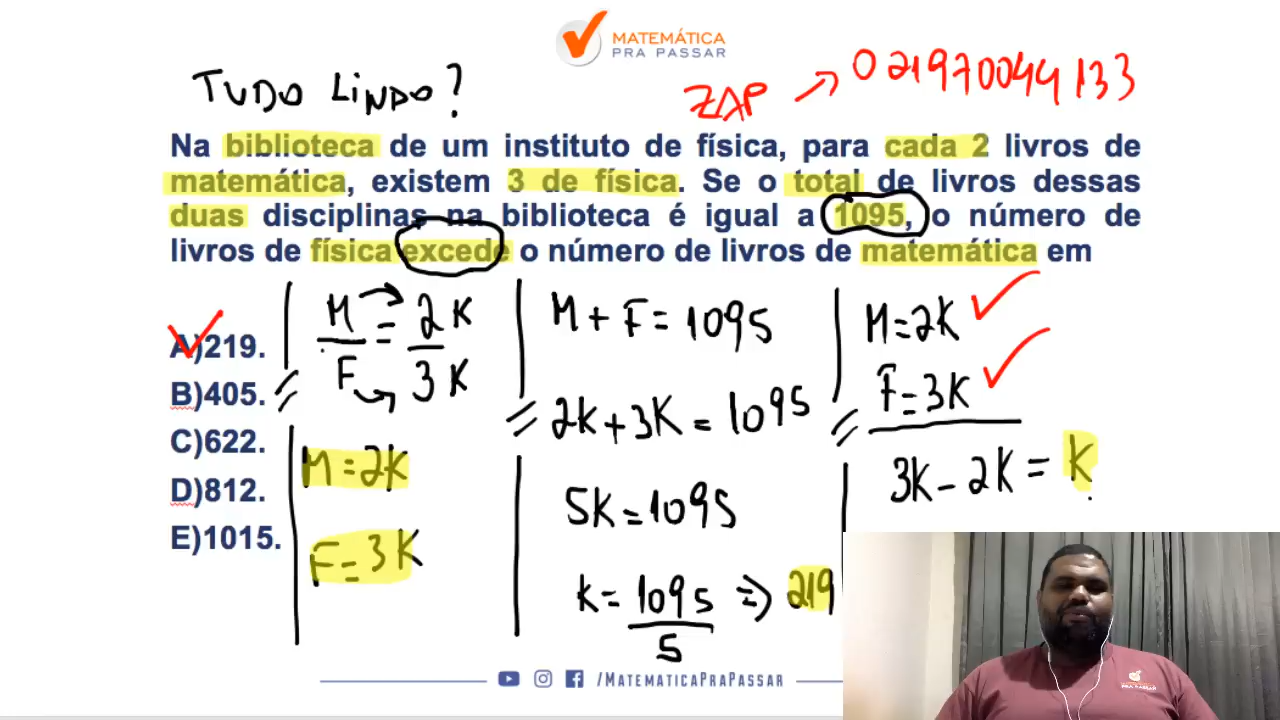 MATEMÁTICA
PRA PASSAR
TUDO LINDO?
ZAP → 021970044133
Na biblioteca de um instituto de física, para cada 2 livros de
matemática, existem 3 de física. Se o total de livros dessas
duas disciplinas na biblioteca é igual a 1095, o número de
livros de física excede o número de livros de matemática em
A)219.
B)405.
C)622.
D)812.
E)1015.
M/F = 2K/3K
M=2K
F=3K
M+F=1095
2K+3K=1095
5K=1095
K=1095/5 => 219
M=2K
F=3K
3K-2K=K
PRA PASSAR
/MATEMATICAPRAPASSAR